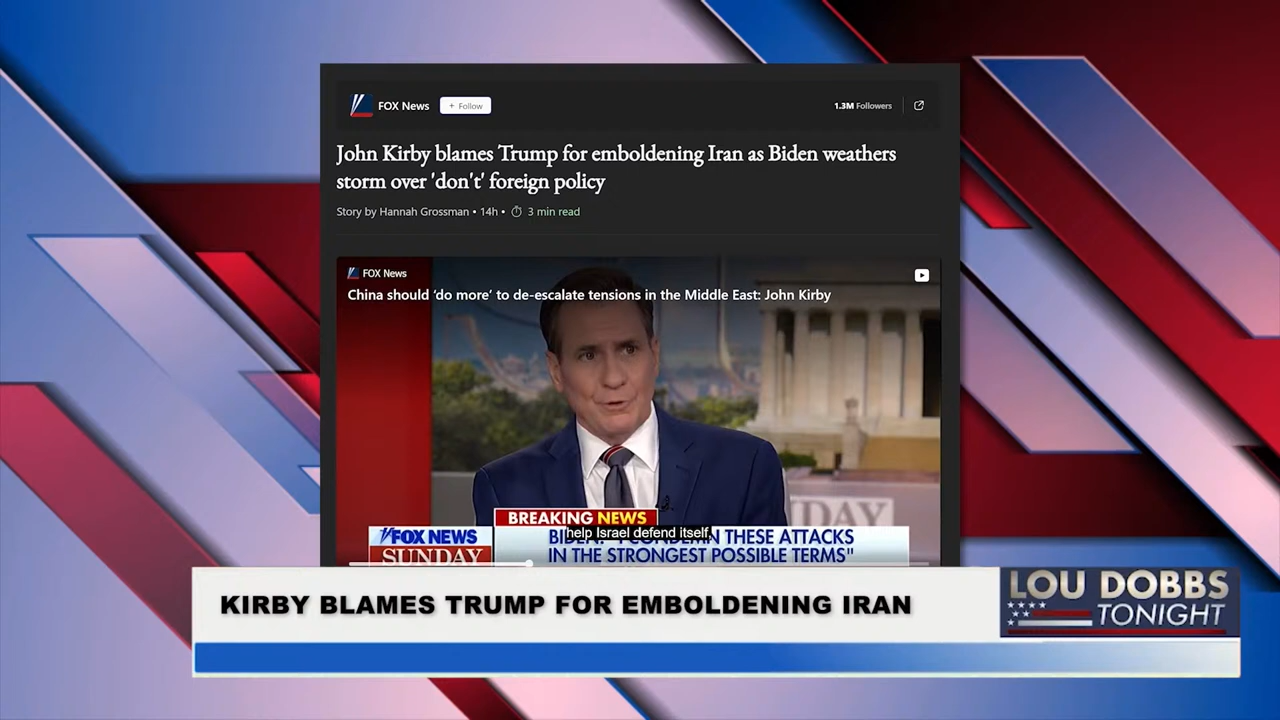 FOX News
+ Follow
1.3M Followers
John Kirby blames Trump for emboldening Iran as Biden weathers
storm over 'don't' foreign policy
Story by Hannah Grossman • 14h • 3 min read
FOX News
China should ‘do more’ to de-escalate tensions in the Middle East: John Kirby
DAY
BREAKING NEWS
help Israel defend itself,
FOX NEWS
SUNDAY
THESE ATTACKS
IN THE STRONGEST POSSIBLE TERMS"
KIRBY BLAMES TRUMP FOR EMBOLDENING IRAN
LOU DOBBS
TONIGHT